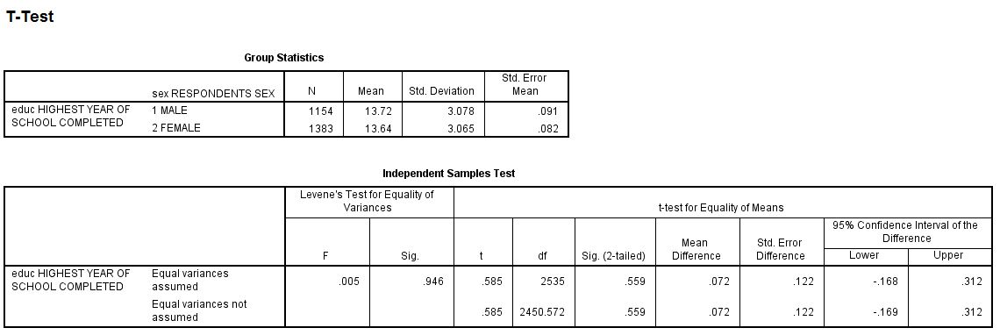 T-Test
Group Statistics
sex RESPONDENTS SEX N Mean Std. Deviation Std. Error Mean
educ HIGHEST YEAR OF SCHOOL COMPLETED 1 MALE 1154 13.72 3.078 .091
2 FEMALE 1383 13.64 3.065 .082
Independent Samples Test
Levene's Test for Equality of Variances t-test for Equality of Means
95% Confidence Interval of the Difference
F Sig. t df Sig. (2-tailed) Mean Difference Std. Error Difference Lower Upper
educ HIGHEST YEAR OF SCHOOL COMPLETED Equal variances assumed .005 .946 .585 2535 .559 .072 .122 -.168 .312
Equal variances not assumed .585 2450.572 .559 .072 .122 -.169 .312